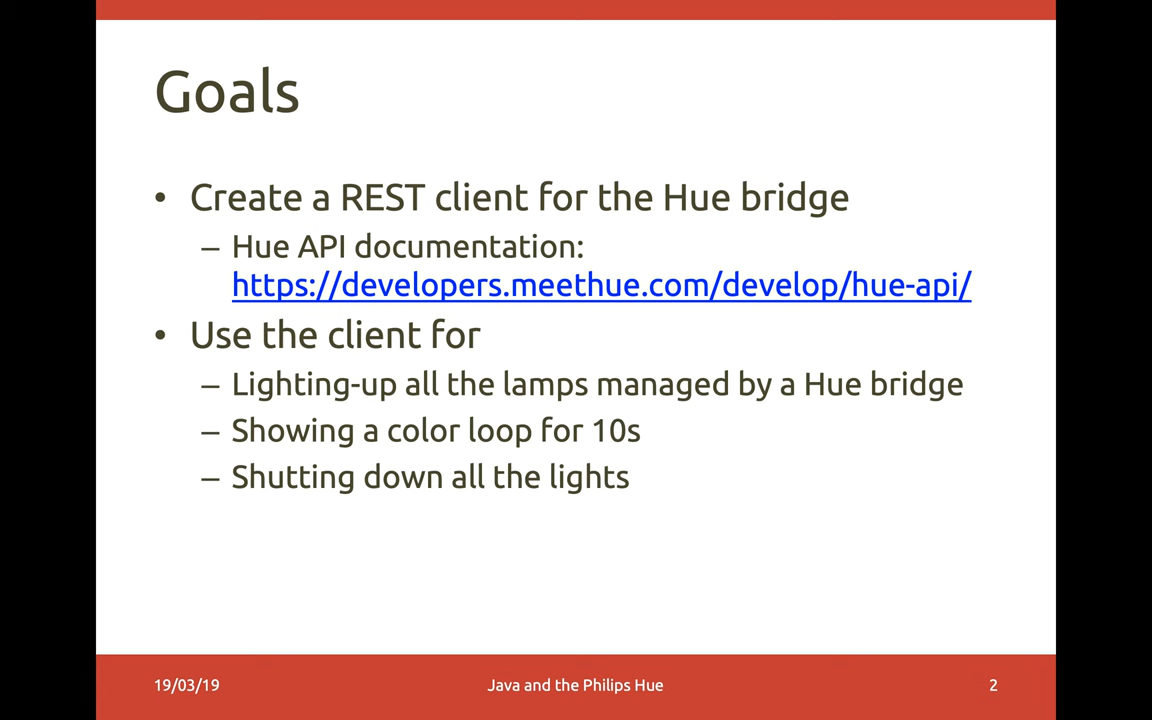 Goals
• Create a REST client for the Hue bridge
– Hue API documentation:
https://developers.meethue.com/develop/hue-api/
• Use the client for
– Lighting-up all the lamps managed by a Hue bridge
– Showing a color loop for 10s
– Shutting down all the lights
19/03/19
Java and the Philips Hue
2